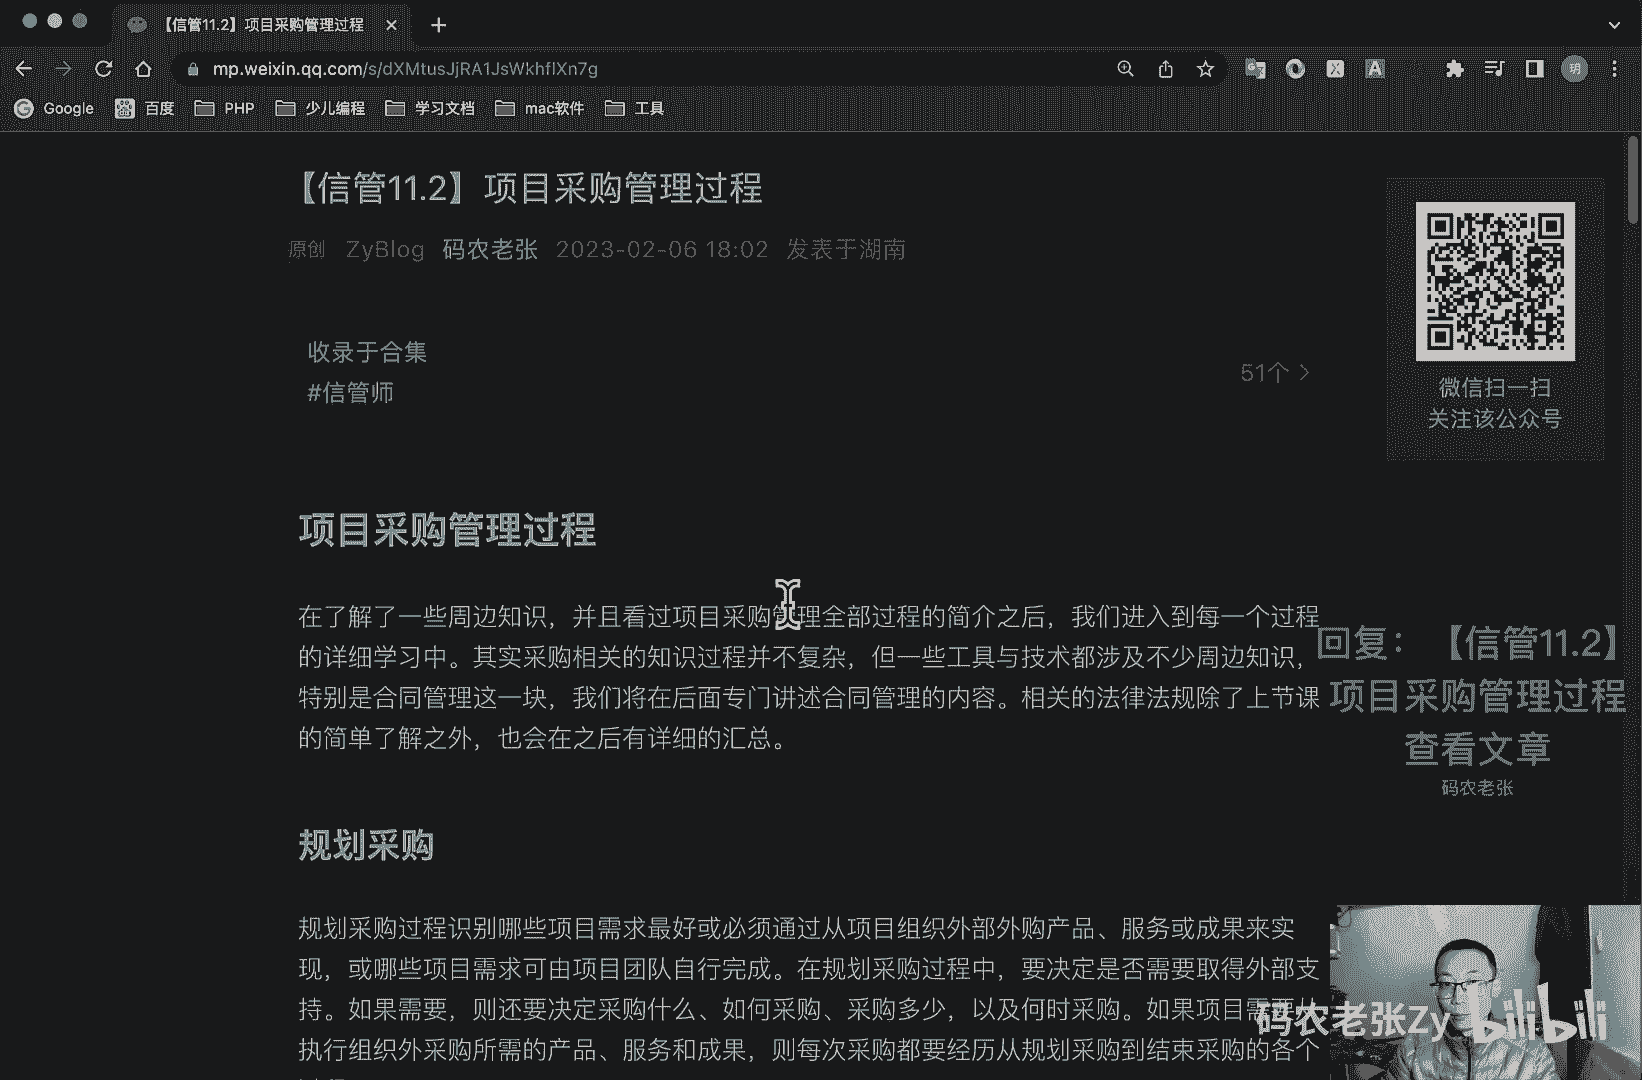 【信管11.2】项目采购管理过程
mp.weixin.qq.com/s/dXMtusJjRA1JsWkhflXn7g
玥
Google
百度
PHP
少儿编程
学习文档
mac软件
工具
【信管11.2】项目采购管理过程
原创 ZyBlog 码农老张 2023-02-06 18:02 发表于湖南
收录于合集
#信管师
51个
微信扫一扫
关注该公众号
项目采购管理过程
在了解了一些周边知识，并且看过项目采购管理全部过程的简介之后，我们进入到每一个过程
的详细学习中。其实采购相关的知识过程并不复杂，但一些工具与技术都涉及不少周边知识，
特别是合同管理这一块，我们将在后面专门讲述合同管理的内容。相关的法律法规除了上节课
的简单了解之外，也会在之后有详细的汇总。
回复：【信管11.2】
项目采购管理过程
查看文章
码农老张
规划采购
规划采购过程识别哪些项目需求最好或必须通过从项目组织外部外购产品、服务或成果来实
现，或哪些项目需求可由项目团队自行完成。在规划采购过程中，要决定是否需要取得外部支
持。如果需要，则还要决定采购什么、如何采购、采购多少，以及何时采购。如果项目需要从
执行组织外采购所需的产品、服务和成果，则每次采购都要经历从规划采购到结束采购的各个
码农老张Zy bilibili